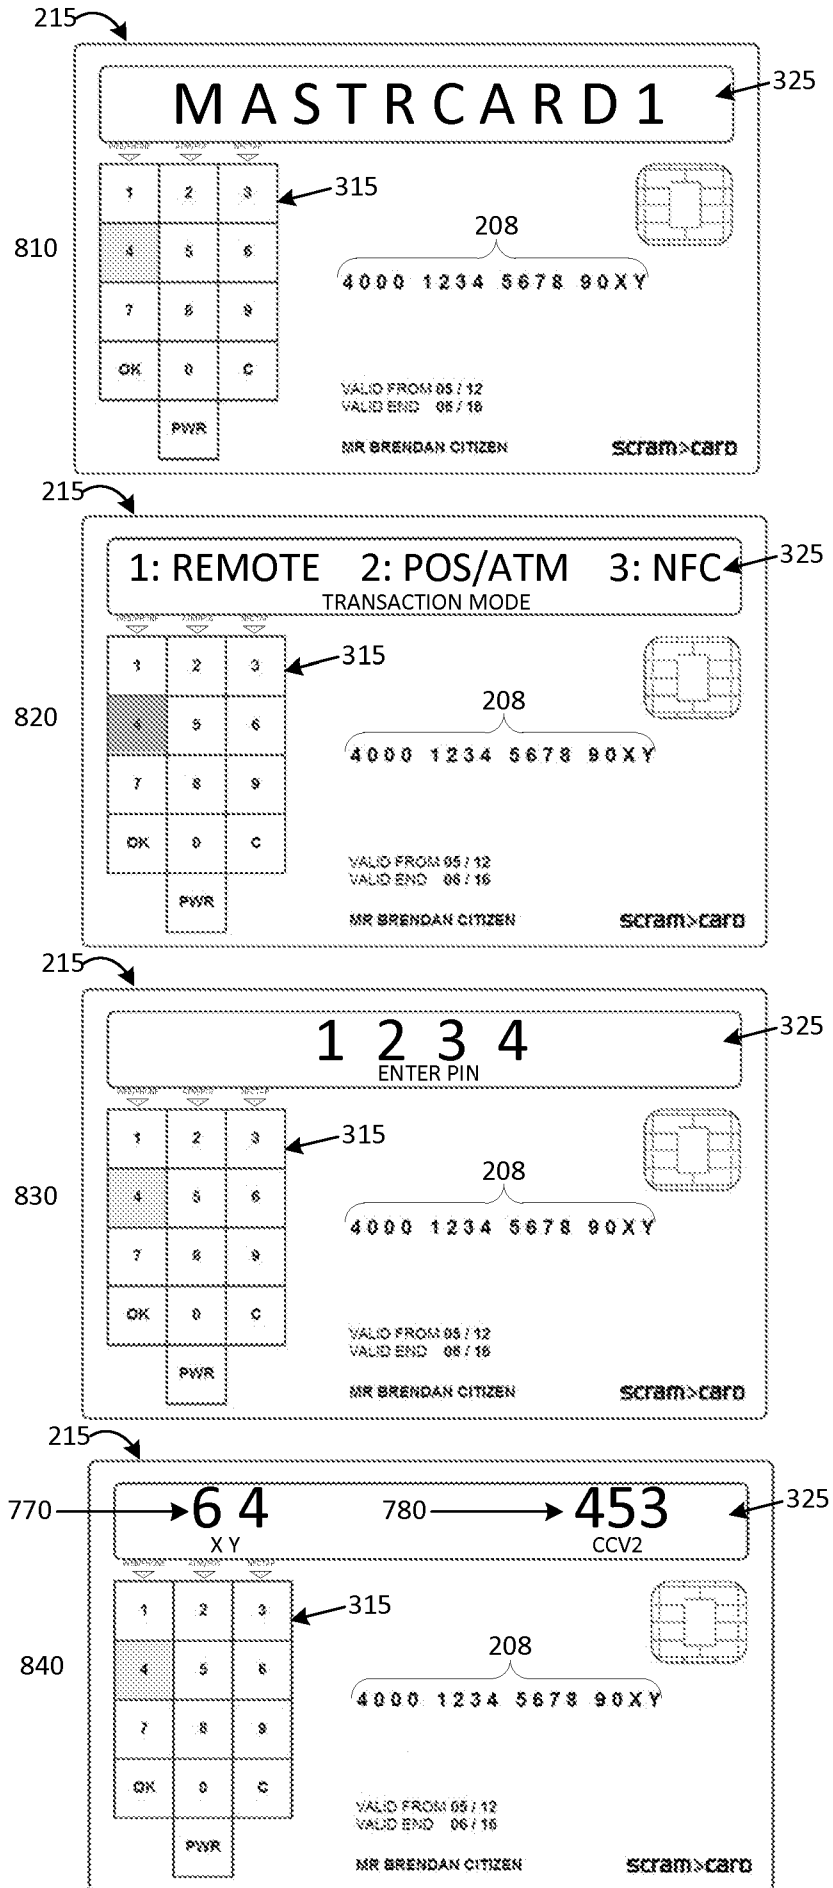 215
MASTRCARD1
325
1 2 3
315
810
4 5 6
208
4000 1234 5678 90XY
7 8 9
OK 0 C
VALID FROM 05 / 12
VALID END 06 / 16
PWR
MR BRENDAN CITIZEN
scram>card
215
1: REMOTE 2: POS/ATM 3: NFC
325
TRANSACTION MODE
1 2 3
315
820
4 5 6
208
4000 1234 5678 90XY
7 8 9
OK 0 C
VALID FROM 05 / 12
VALID END 06 / 16
PWR
MR BRENDAN CITIZEN
scram>card
215
1 2 3 4
325
ENTER PIN
1 2 3
315
830
4 5 6
208
4000 1234 5678 90XY
7 8 9
OK 0 C
VALID FROM 05 / 12
VALID END 06 / 16
PWR
MR BRENDAN CITIZEN
scram>card
215
770 64 780 453 325
X Y CCV2
1 2 3
315
840
4 5 6
208
4000 1234 5678 90XY
7 8 9
OK 0 C
VALID FROM 05 / 12
VALID END 06 / 16
PWR
MR BRENDAN CITIZEN
scram>card